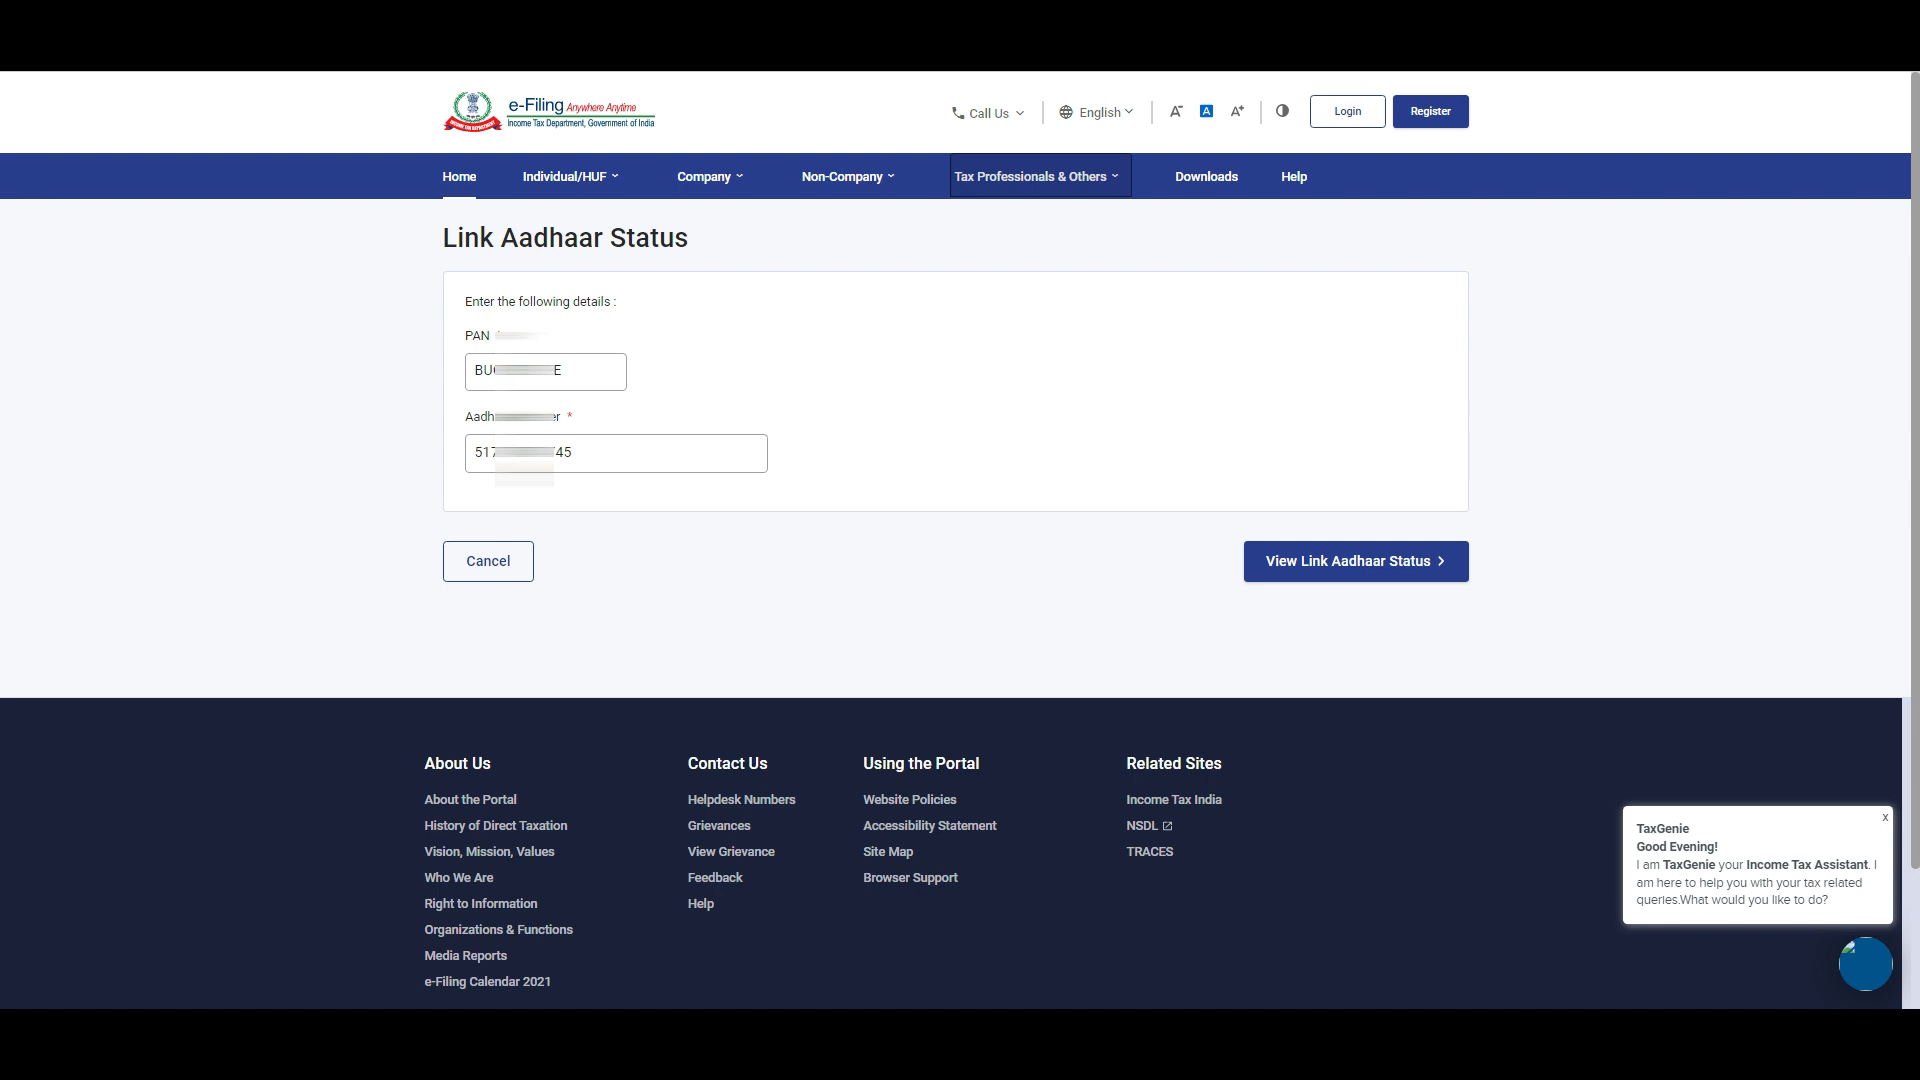 e-Filing Anywhere Anytime
Income Tax Department, Government of India
Call Us
English
A-
A
A+
Login
Register
Home
Individual/HUF
Company
Non-Company
Tax Professionals & Others
Downloads
Help
Link Aadhaar Status
Enter the following details :
PAN
*
Cancel
View Link Aadhaar Status >
About Us
About the Portal
History of Direct Taxation
Vision, Mission, Values
Who We Are
Right to Information
Organizations & Functions
Media Reports
e-Filing Calendar 2021
Contact Us
Helpdesk Numbers
Grievances
View Grievance
Feedback
Help
Using the Portal
Website Policies
Accessibility Statement
Site Map
Browser Support
Related Sites
Income Tax India
NSDL
TRACES
x
TaxGenie
Good Evening!
I am TaxGenie your Income Tax Assistant. I
am here to help you with your tax related
queries.What would you like to do?